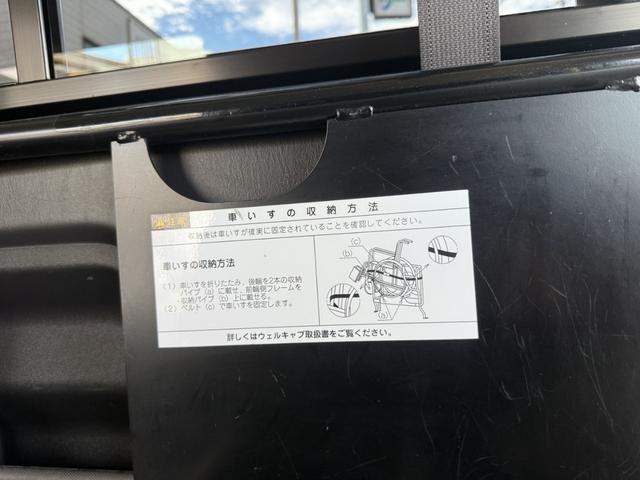 ⚠注意 車いすの収納方法
・収納後は車いすが確実に固定されていることを確認してください。
車いすの収納方法
(1) 車いすを折りたたみ、後輪を2本の収納
パイプ (a) に載せ、前輪側フレームを
収納パイプ (b) 上に載せる。
(2) ベルト (c) で車いすを固定します。
(c)
(b)
(a)
詳しくはウェルキャブ取扱書をご覧ください。